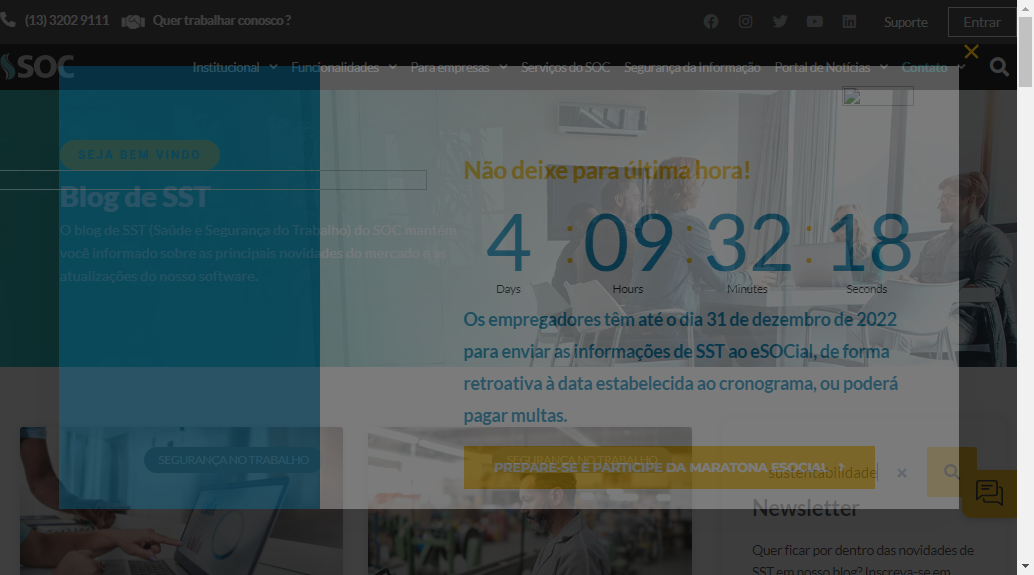 (13) 3202 9111 Quer trabalhar conosco ?
Suporte Entrar
SOC
Institucional Funcionalidades Para empresas Serviços do SOC Segurança da Informação Portal de Notícias Contato
SEJA BEM VINDO
Blog de SST
O blog de SST (Saúde e Segurança do Trabalho) do SOC mantém
você informado sobre as principais novidades do mercado e as
atualizações do nosso software.
Não deixe para última hora!
4 : 09 : 32 : 18
Days Hours Minutes Seconds
Os empregadores têm até o dia 31 de dezembro de 2022
para enviar as informações de SST ao eSOCial, de forma
retroativa à data estabelecida ao cronograma, ou poderá
pagar multas.
SEGURANÇA NO TRABALHO
SEGURANÇA NO TRABALHO
PREPARE-SE E PARTICIPE DA MARATONA ESOCIAL ?
sustentabilidade
Newsletter
Quer ficar por dentro das novidades de
SST em nosso blog? Inscreva-se em